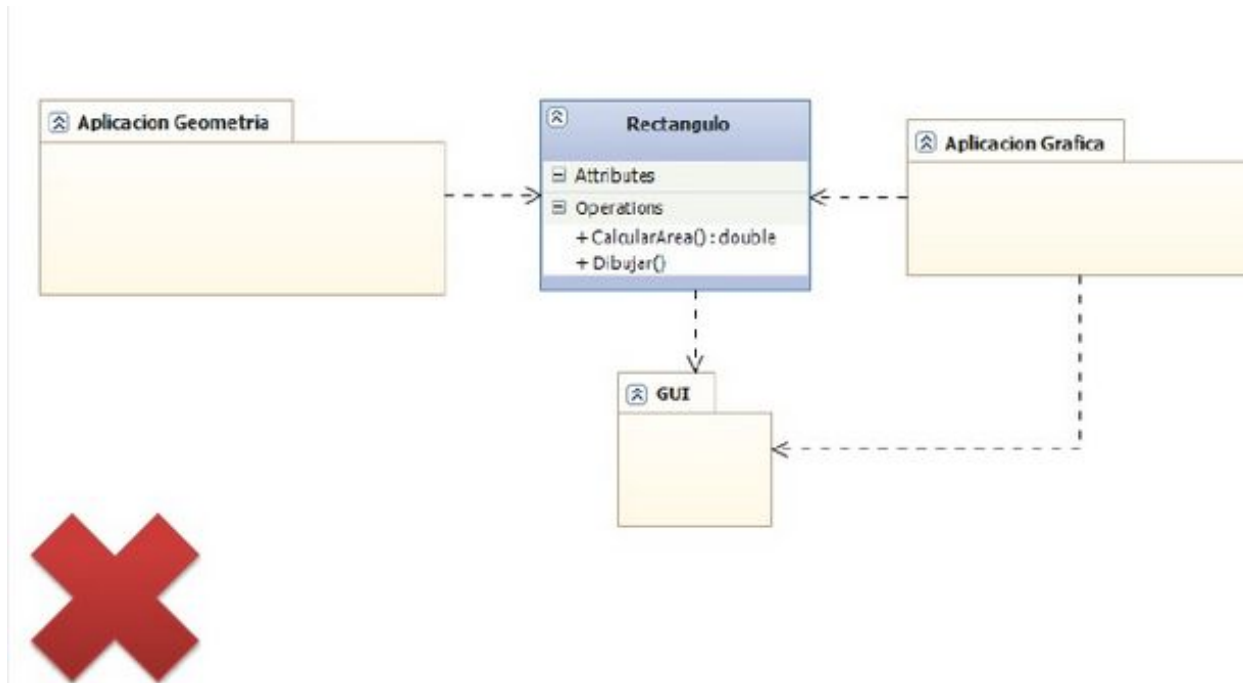 Aplicacion Geometria
Rectangulo
Attributes
Operations
+ CalcularArea() : double
+ Dibujar()
Aplicacion Grafica
GUI